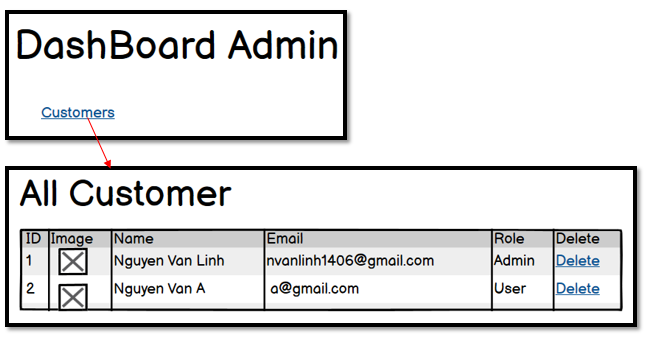 DashBoard Admin
Customers
All Customer
ID Image Name Email Role Delete
1 Nguyen Van Linh nvanlinh1406@gmail.com Admin Delete
2 Nguyen Van A a@gmail.com User Delete